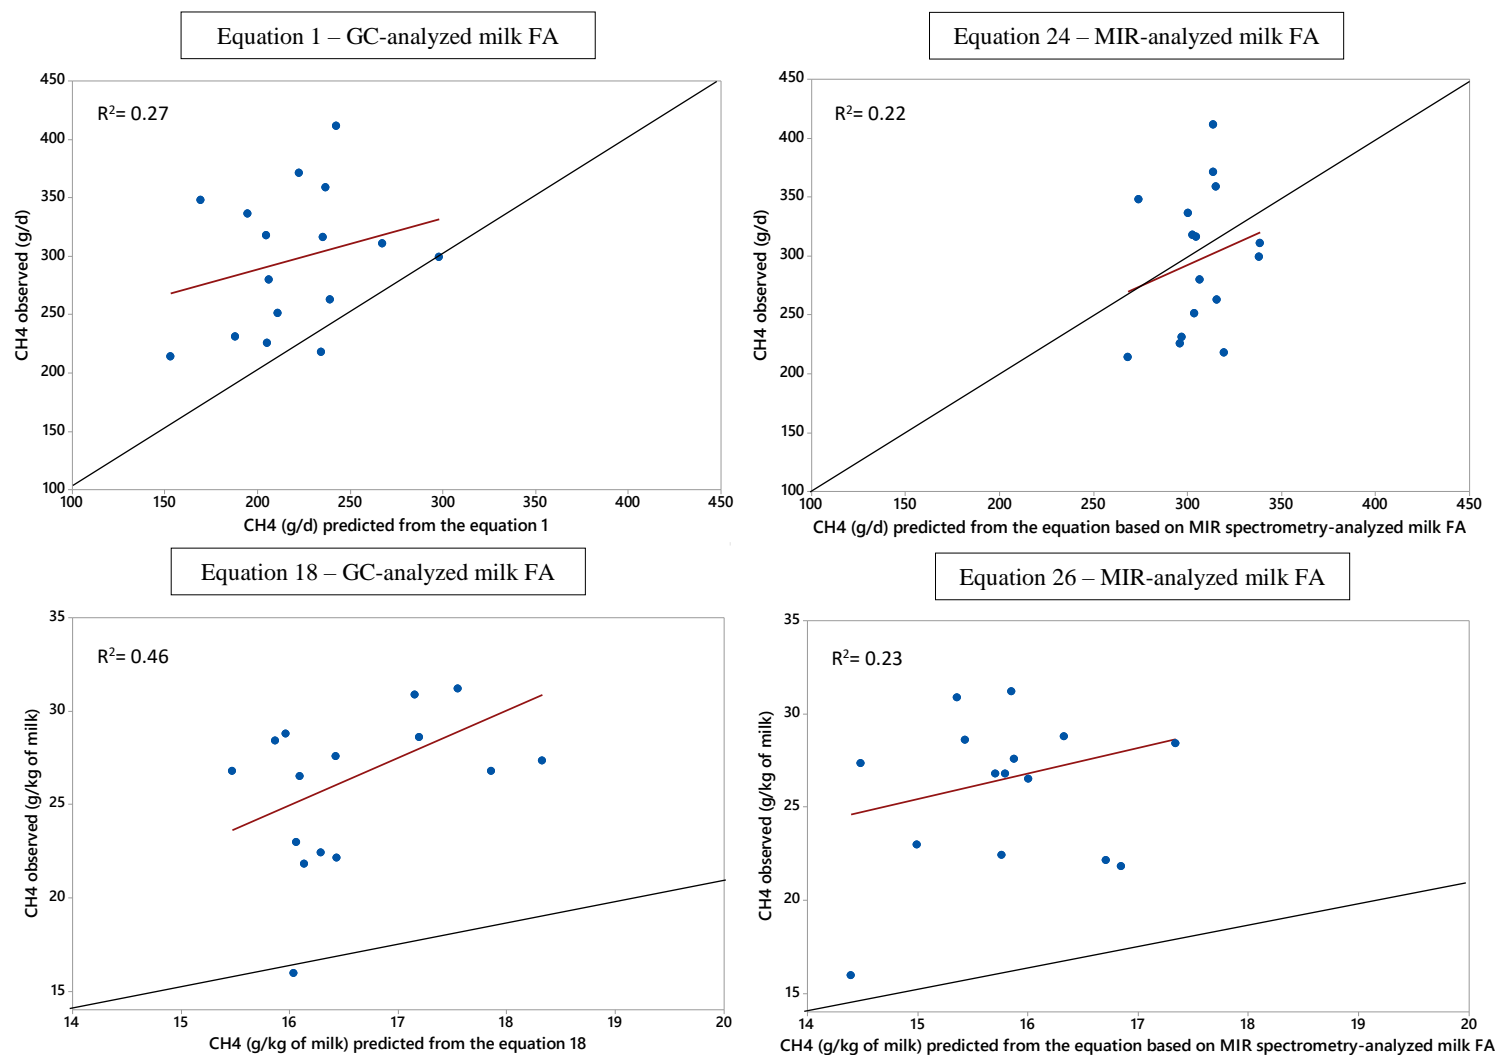 Equation 1 – GC-analyzed milk FA
450
400
350
300
250
200
150
100
R²= 0.27
CH4 observed (g/d)
100 150 200 250 300 350 400 450
CH4 (g/d) predicted from the equation 1
Equation 24 – MIR-analyzed milk FA
450
400
350
300
250
200
150
100
R²= 0.22
CH4 observed (g/d)
100 150 200 250 300 350 400 450
CH4 (g/d) predicted from the equation based on MIR spectrometry-analyzed milk FA
Equation 18 – GC-analyzed milk FA
35
30
25
20
15
R²= 0.46
CH4 observed (g/kg of milk)
14 15 16 17 18 19 20
CH4 (g/kg of milk) predicted from the equation 18
Equation 26 – MIR-analyzed milk FA
35
30
25
20
15
R²= 0.23
CH4 observed (g/kg of milk)
14 15 16 17 18 19 20
CH4 (g/kg of milk) predicted from the equation based on MIR spectrometry-analyzed milk FA